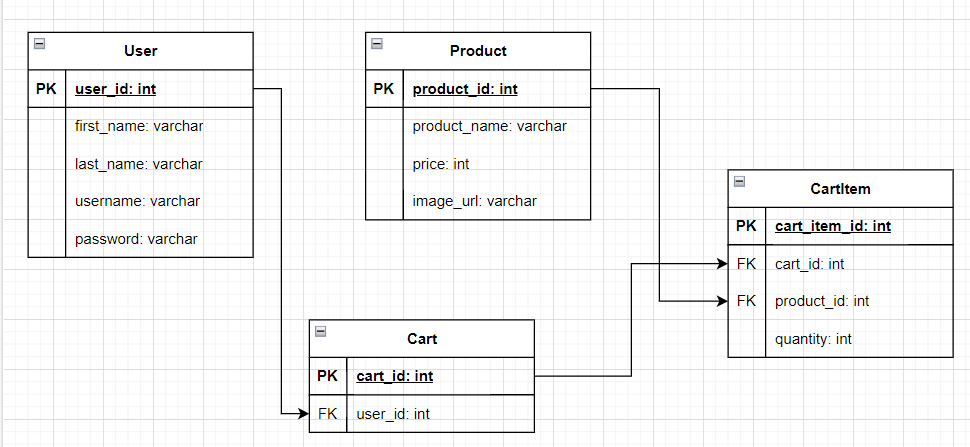 User
PK user_id: int
first_name: varchar
last_name: varchar
username: varchar
password: varchar
Product
PK product_id: int
product_name: varchar
price: int
image_url: varchar
CartItem
PK cart_item_id: int
FK cart_id: int
FK product_id: int
quantity: int
Cart
PK cart_id: int
FK user_id: int